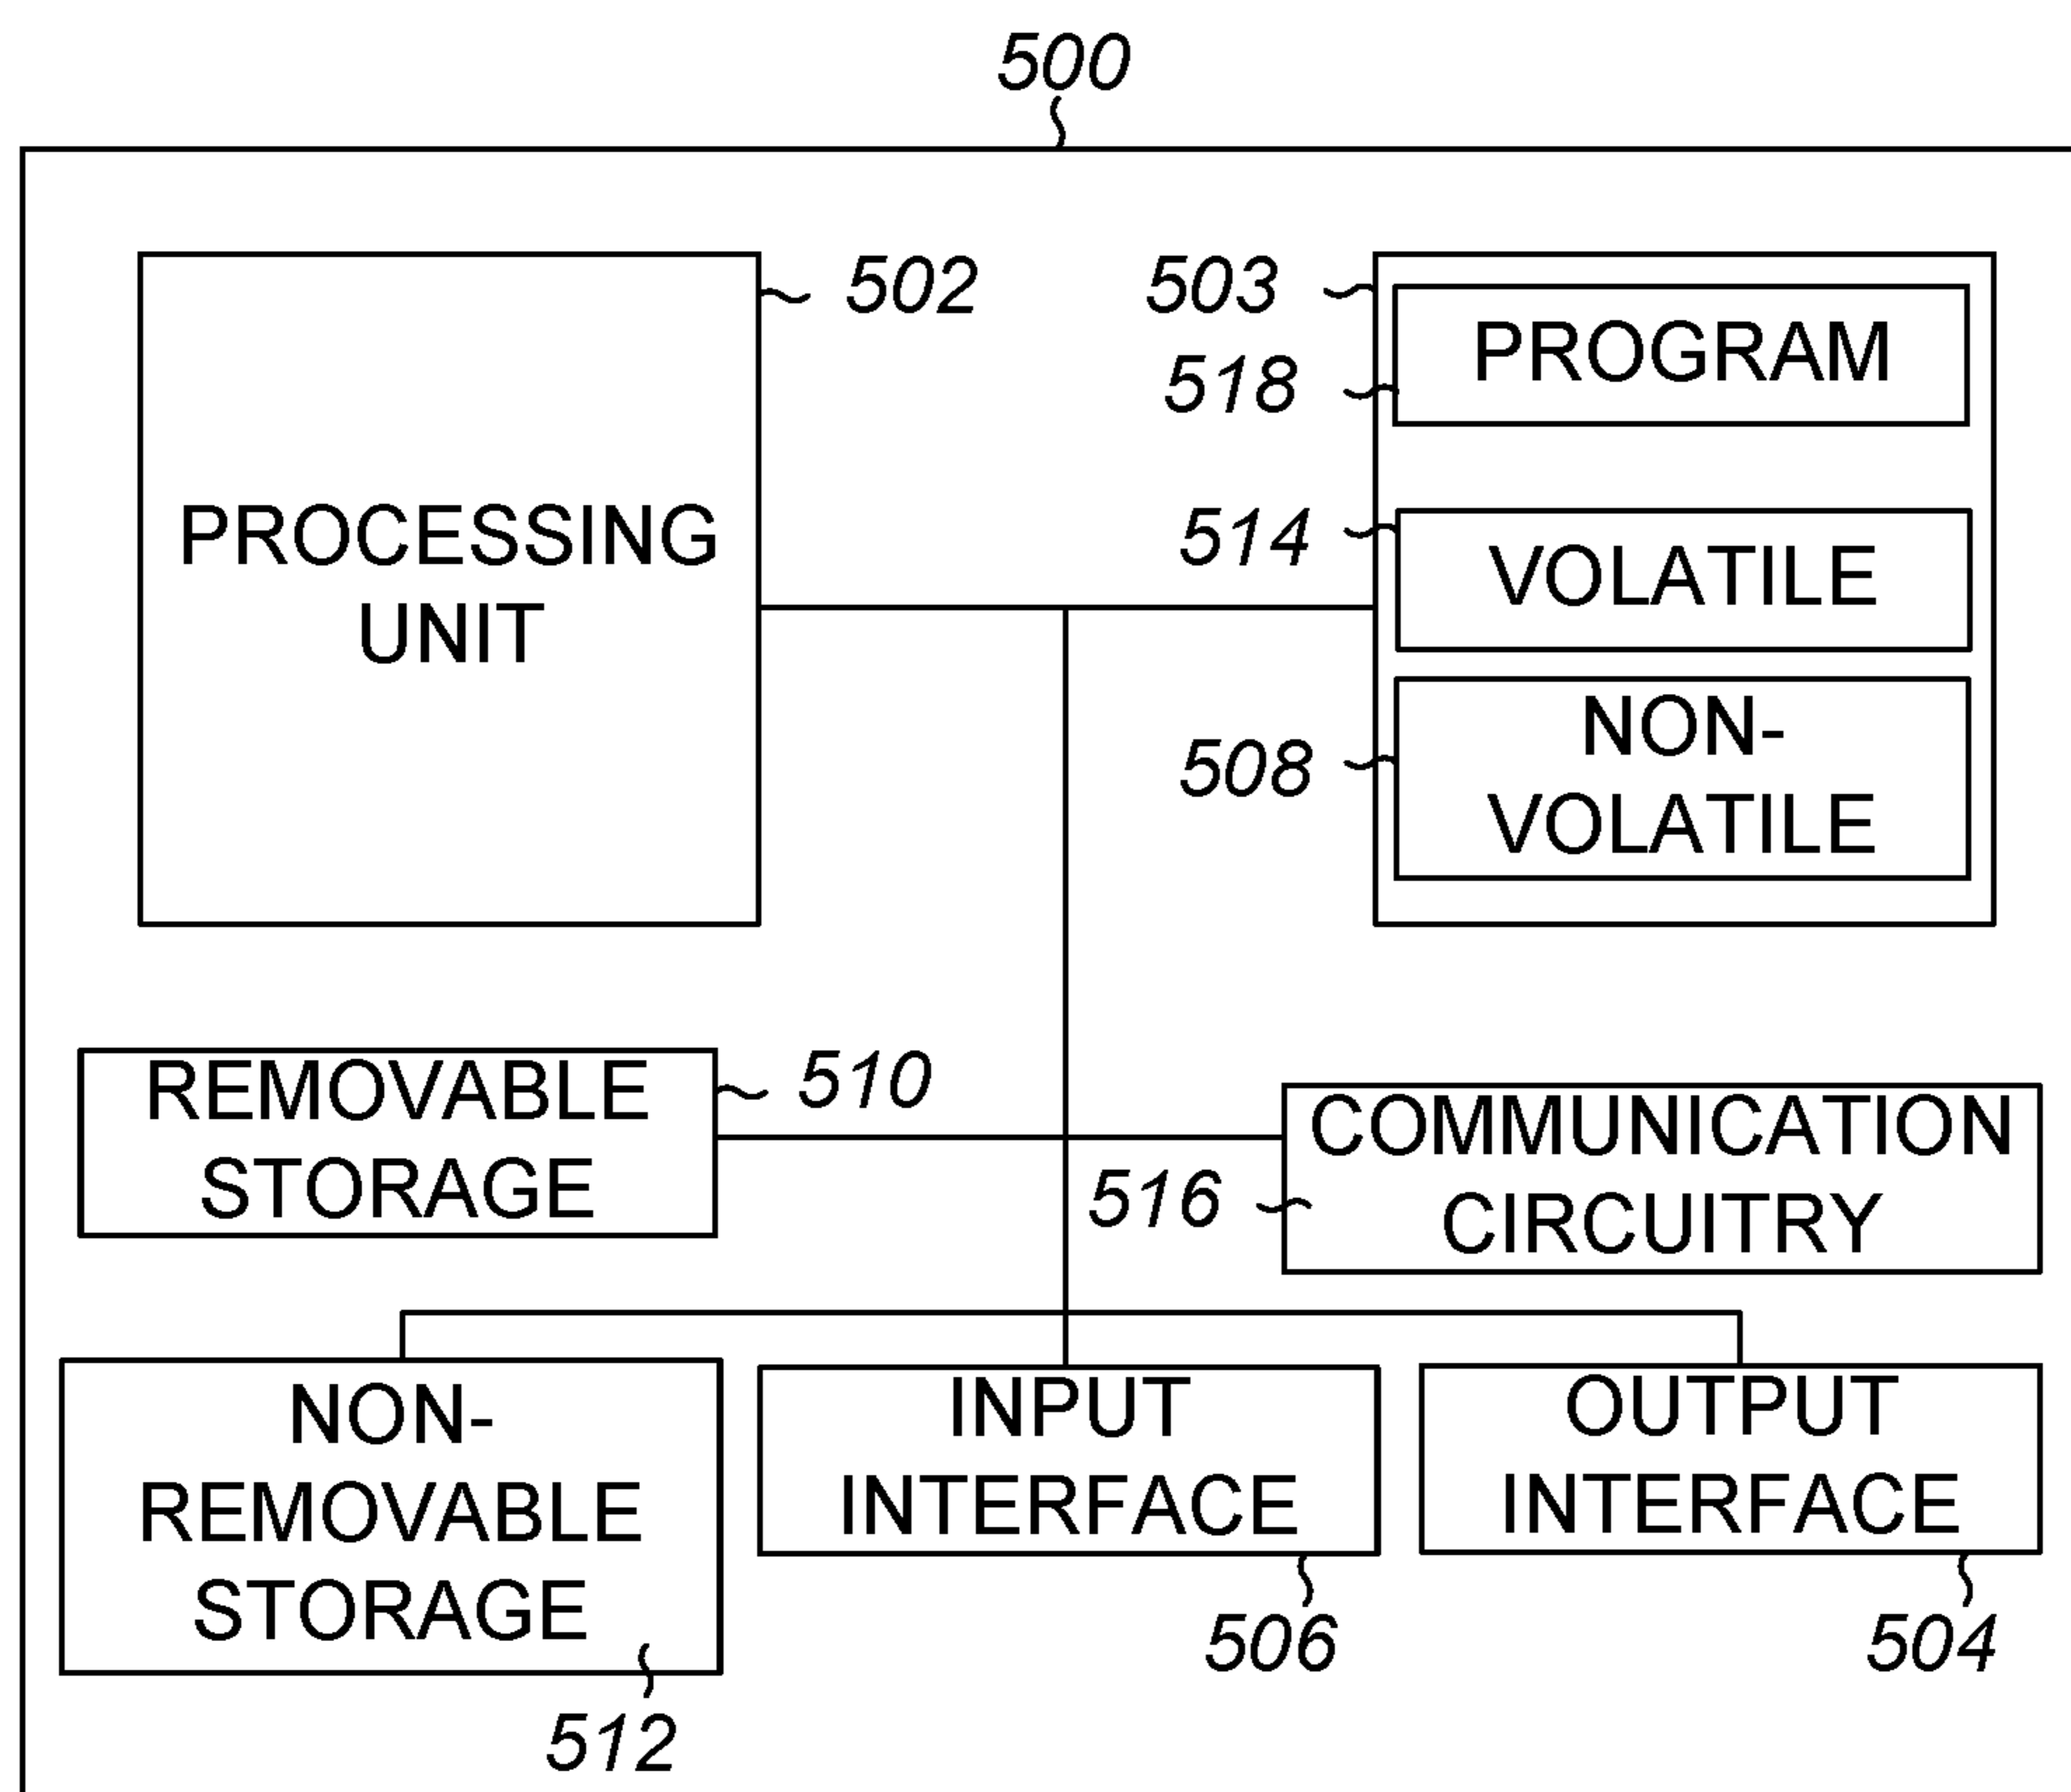 500
502
503
PROGRAM
518
514
VOLATILE
PROCESSING
UNIT
NON-
VOLATILE
508
REMOVABLE
STORAGE
510
COMMUNICATION
CIRCUITRY
516
NON-
REMOVABLE
STORAGE
512
INPUT
INTERFACE
506
OUTPUT
INTERFACE
504